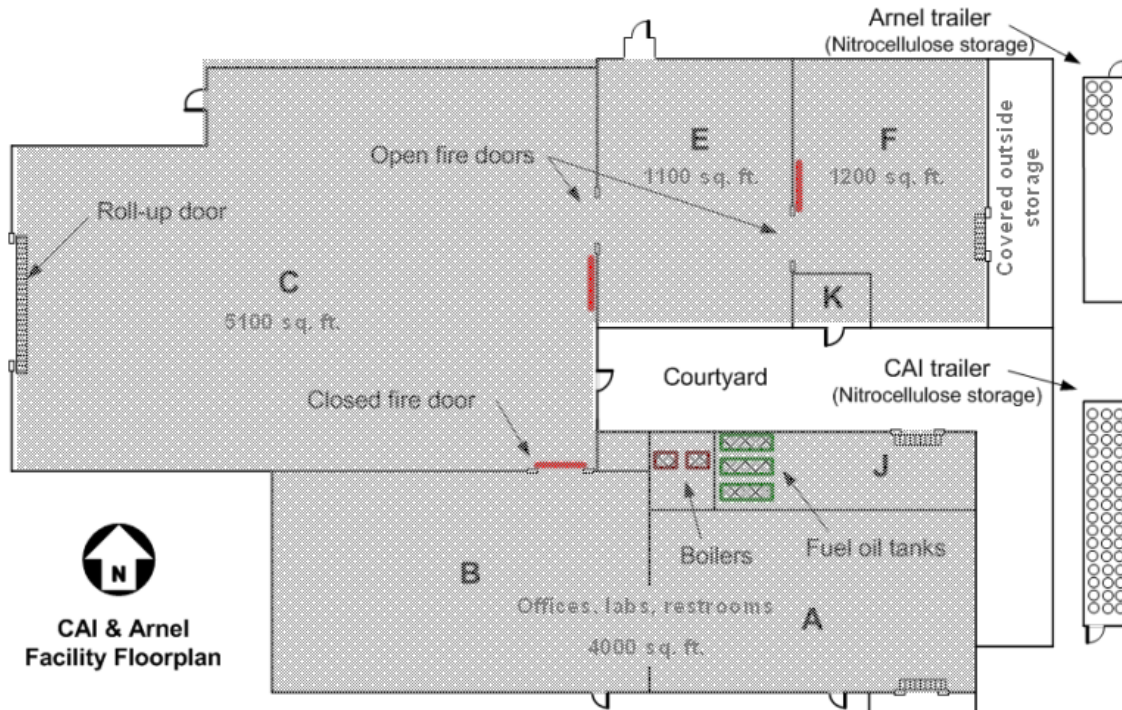 Arnel trailer
(Nitrocellulose storage)
E
F
Open fire doors
1100 sq. ft.
1200 sq. ft.
Covered outside
storage
Roll-up door
C
5100 sq. ft.
K
Courtyard
CAI trailer
(Nitrocellulose storage)
Closed fire door
J
Boilers
Fuel oil tanks
B
Offices, labs, restrooms
A
4000 sq. ft.
N
CAI & Arnel
Facility Floorplan